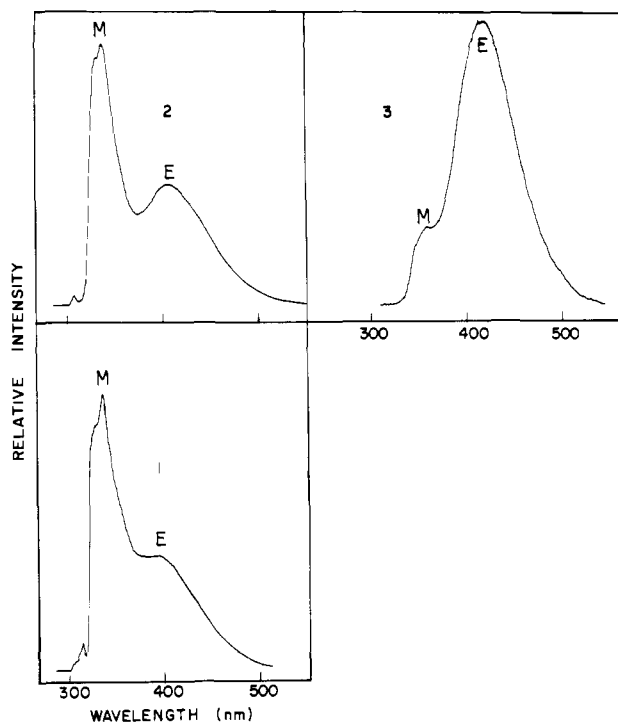 M
2
E
3
E
M
300
400
500
RELATIVE INTENSITY
M
1
E
300
400
500
WAVELENGTH (nm)